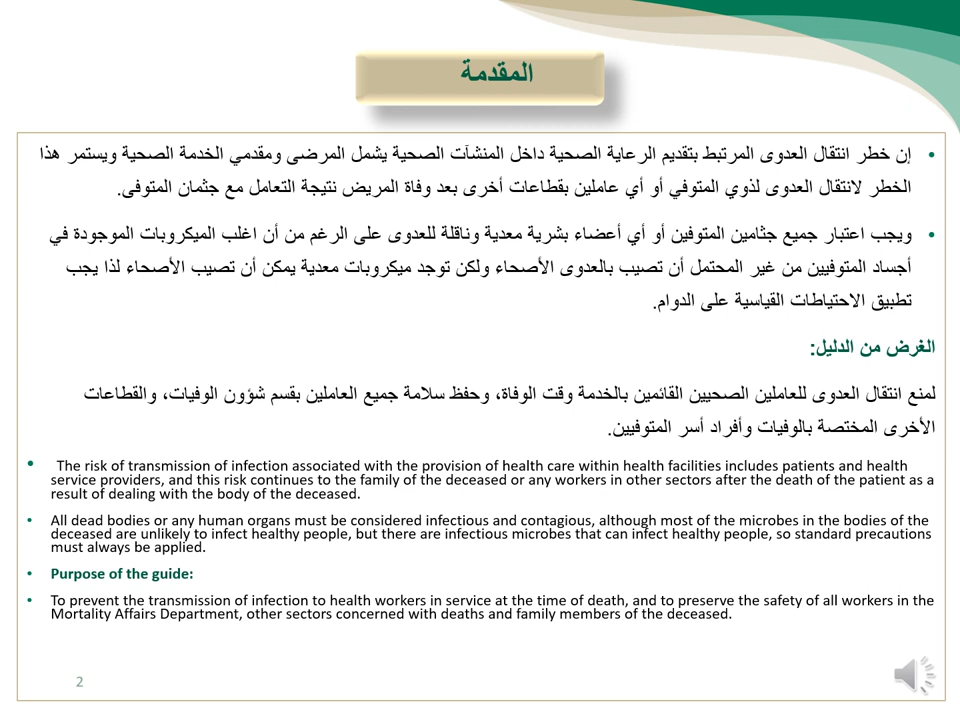 المقدمة
• إن خطر انتقال العدوى المرتبط بتقديم الرعاية الصحية داخل المنشآت الصحية يشمل المرضى ومقدمي الخدمة الصحية ويستمر هذا
الخطر لانتقال العدوى لذوي المتوفي أو أي عاملين بقطاعات أخرى بعد وفاة المريض نتيجة التعامل مع جثمان المتوفى.
• ويجب اعتبار جميع جثامين المتوفين أو أي أعضاء بشرية معدية وناقلة للعدوى على الرغم من أن اغلب الميكروبات الموجودة في
أجساد المتوفيين من غير المحتمل أن تصيب بالعدوى الأصحاء ولكن توجد ميكروبات معدية يمكن أن تصيب الأصحاء لذا يجب
تطبيق الاحتياطات القياسية على الدوام.
الغرض من الدليل:
لمنع انتقال العدوى للعاملين الصحيين القائمين بالخدمة وقت الوفاة، وحفظ سلامة جميع العاملين بقسم شؤون الوفيات، والقطاعات
الأخرى المختصة بالوفيات وأفراد أسر المتوفيين.
• The risk of transmission of infection associated with the provision of health care within health facilities includes patients and health
service providers, and this risk continues to the family of the deceased or any workers in other sectors after the death of the patient as a
result of dealing with the body of the deceased.
• All dead bodies or any human organs must be considered infectious and contagious, although most of the microbes in the bodies of the
deceased are unlikely to infect healthy people, but there are infectious microbes that can infect healthy people, so standard precautions
must always be applied.
• Purpose of the guide:
• To prevent the transmission of infection to health workers in service at the time of death, and to preserve the safety of all workers in the
Mortality Affairs Department, other sectors concerned with deaths and family members of the deceased.
2